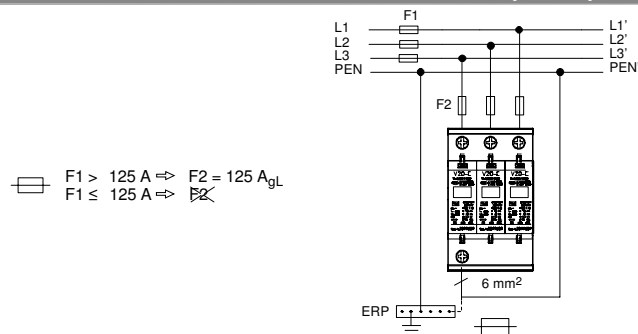 F1
L1 L1'
L2 L2'
L3 L3'
PEN PEN'
F2
F1 > 125 A ⇨ F2 = 125 AgL
F1 ≤ 125 A ⇨ F2
V20-C V20-C V20-C
6 mm²
ERP